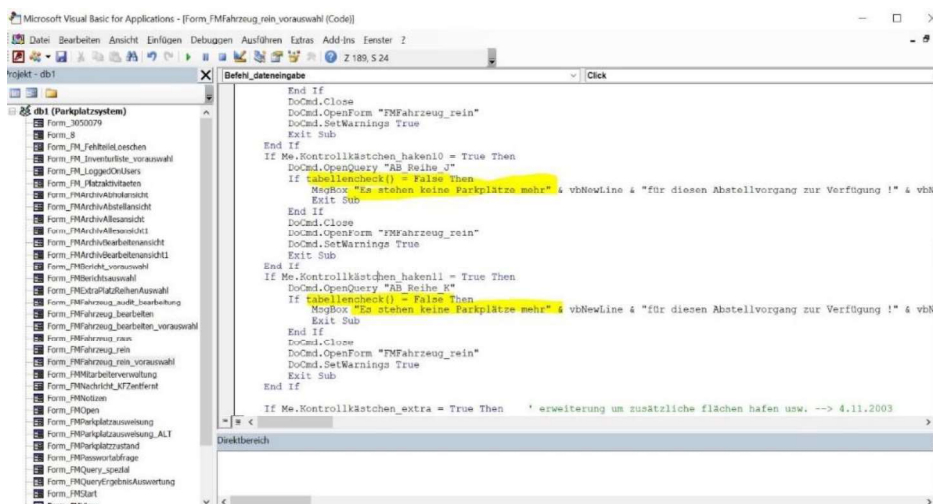 Microsoft Visual Basic for Applications - [Form_FMFahrzeug_rein_vorauswahl (Code)]
Datei Bearbeiten Ansicht Einfügen Debuggen Ausführen Extras Add-Ins Fenster ?
Z 189, S 24
Projekt - db1
Befehl_dateneingabe
Click
db1 (Parkplatzsystem)
Form_3050079
Form_8
Form_FM_FehlteileLoeschen
Form_FM_Inventurliste_vorauswahl
Form_FM_LoggedOnUsers
Form_FM_Platzaktivitaeten
Form_FMArchivAbholansicht
Form_FMArchivAbstellansicht
Form_FMArchivAllesansicht
Form_FMArchivAllesansicht1
Form_FMArchivBearbeitenansicht
Form_FMArchivBearbeitenansicht1
Form_FMBericht_vorauswahl
Form_FMBerichtsauswahl
Form_FMExtraPlatzReihenAuswahl
Form_FMFahrzeug_audit_bearbeitung
Form_FMFahrzeug_bearbeiten
Form_FMFahrzeug_bearbeiten_vorauswahl
Form_FMFahrzeug_raus
Form_FMFahrzeug_rein
Form_FMFahrzeug_rein_vorauswahl
Form_FMMitarbeiterverwaltung
Form_FMNachricht_KFZentfernt
Form_FMNotizen
Form_FMOpen
Form_FMParkplatzausweisung
Form_FMParkplatzausweisung_ALT
Form_FMParkplatzzustand
Form_FMPasswortabfrage
Form_FMQuery_spezial
Form_FMQueryErgebnisAuswertung
Form_FMStart
End If
DoCmd.Close
DoCmd.OpenForm "FMFahrzeug_rein"
DoCmd.SetWarnings True
Exit Sub
End If
If Me.Kontrollkästchen_haken10 = True Then
DoCmd.OpenQuery "AB_Reihe_J"
If tabellencheck() = False Then
MsgBox "Es stehen keine Parkplätze mehr" & vbNewLine & "für diesen Abstellvorgang zur Verfügung !" & vbN
Exit Sub
End If
DoCmd.Close
DoCmd.OpenForm "FMFahrzeug_rein"
DoCmd.SetWarnings True
Exit Sub
End If
If Me.Kontrollkästchen_haken11 = True Then
DoCmd.OpenQuery "AB_Reihe_K"
If tabellencheck() = False Then
MsgBox "Es stehen keine Parkplätze mehr" & vbNewLine & "für diesen Abstellvorgang zur Verfügung !" & vbN
Exit Sub
End If
DoCmd.Close
DoCmd.OpenForm "FMFahrzeug_rein"
DoCmd.SetWarnings True
Exit Sub
End If
If Me.Kontrollkästchen_extra = True Then ' erweiterung um zusätzliche flächen hafen usw. --> 4.11.2003
Direktbereich